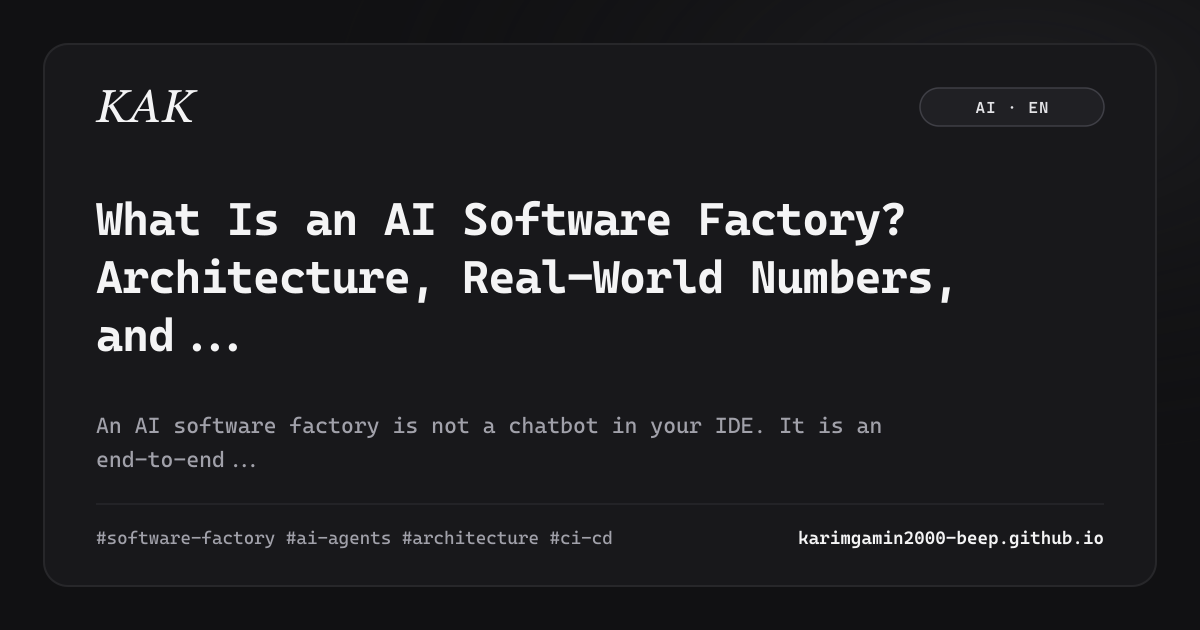 KAK
AI · EN
What Is an AI Software Factory?
Architecture, Real-World Numbers,
and...
An AI software factory is not a chatbot in your IDE. It is an
end-to-end...
#software-factory #ai-agents #architecture #ci-cd
karimgamin2000-beep.github.io